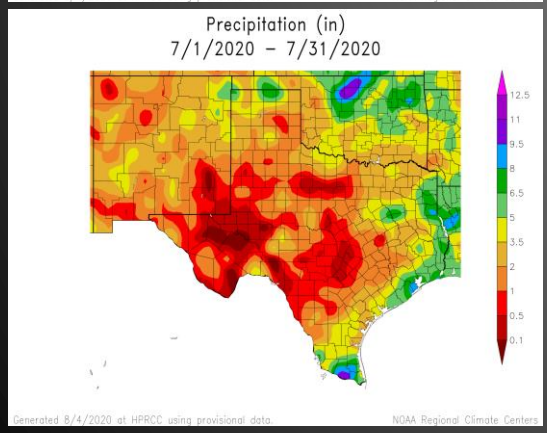 Precipitation (in)
7/1/2020 – 7/31/2020
12.5
11
9.5
8
6.5
5
3.5
2
1
0.5
0.1
Generated 8/4/2020 at HPRCC using provisional data.
NOAA Regional Climate Centers